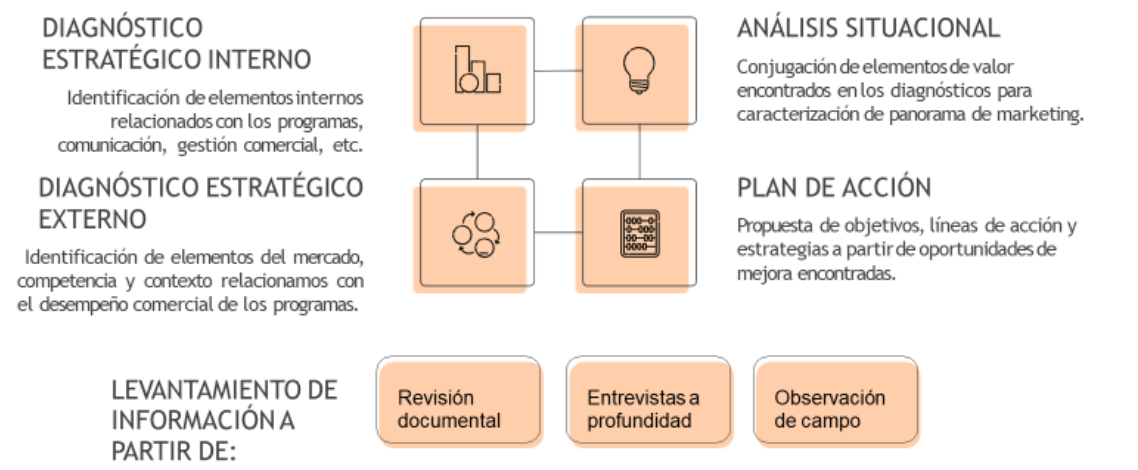 DIAGNÓSTICO
ESTRATÉGICO INTERNO
Identificación de elementos internos
relacionados con los programas,
comunicación, gestión comercial, etc.
DIAGNÓSTICO ESTRATÉGICO
EXTERNO
Identificación de elementos del mercado,
competencia y contexto relacionamos con
el desempeño comercial de los programas.
ANÁLISIS SITUACIONAL
Conjugación de elementos de valor
encontrados en los diagnósticos para
caracterización de panorama de marketing.
PLAN DE ACCIÓN
Propuesta de objetivos, líneas de acción y
estrategias a partir de oportunidades de
mejora encontradas.
LEVANTAMIENTO DE
INFORMACIÓN A
PARTIR DE:
Revisión
documental
Entrevistas a
profundidad
Observación
de campo